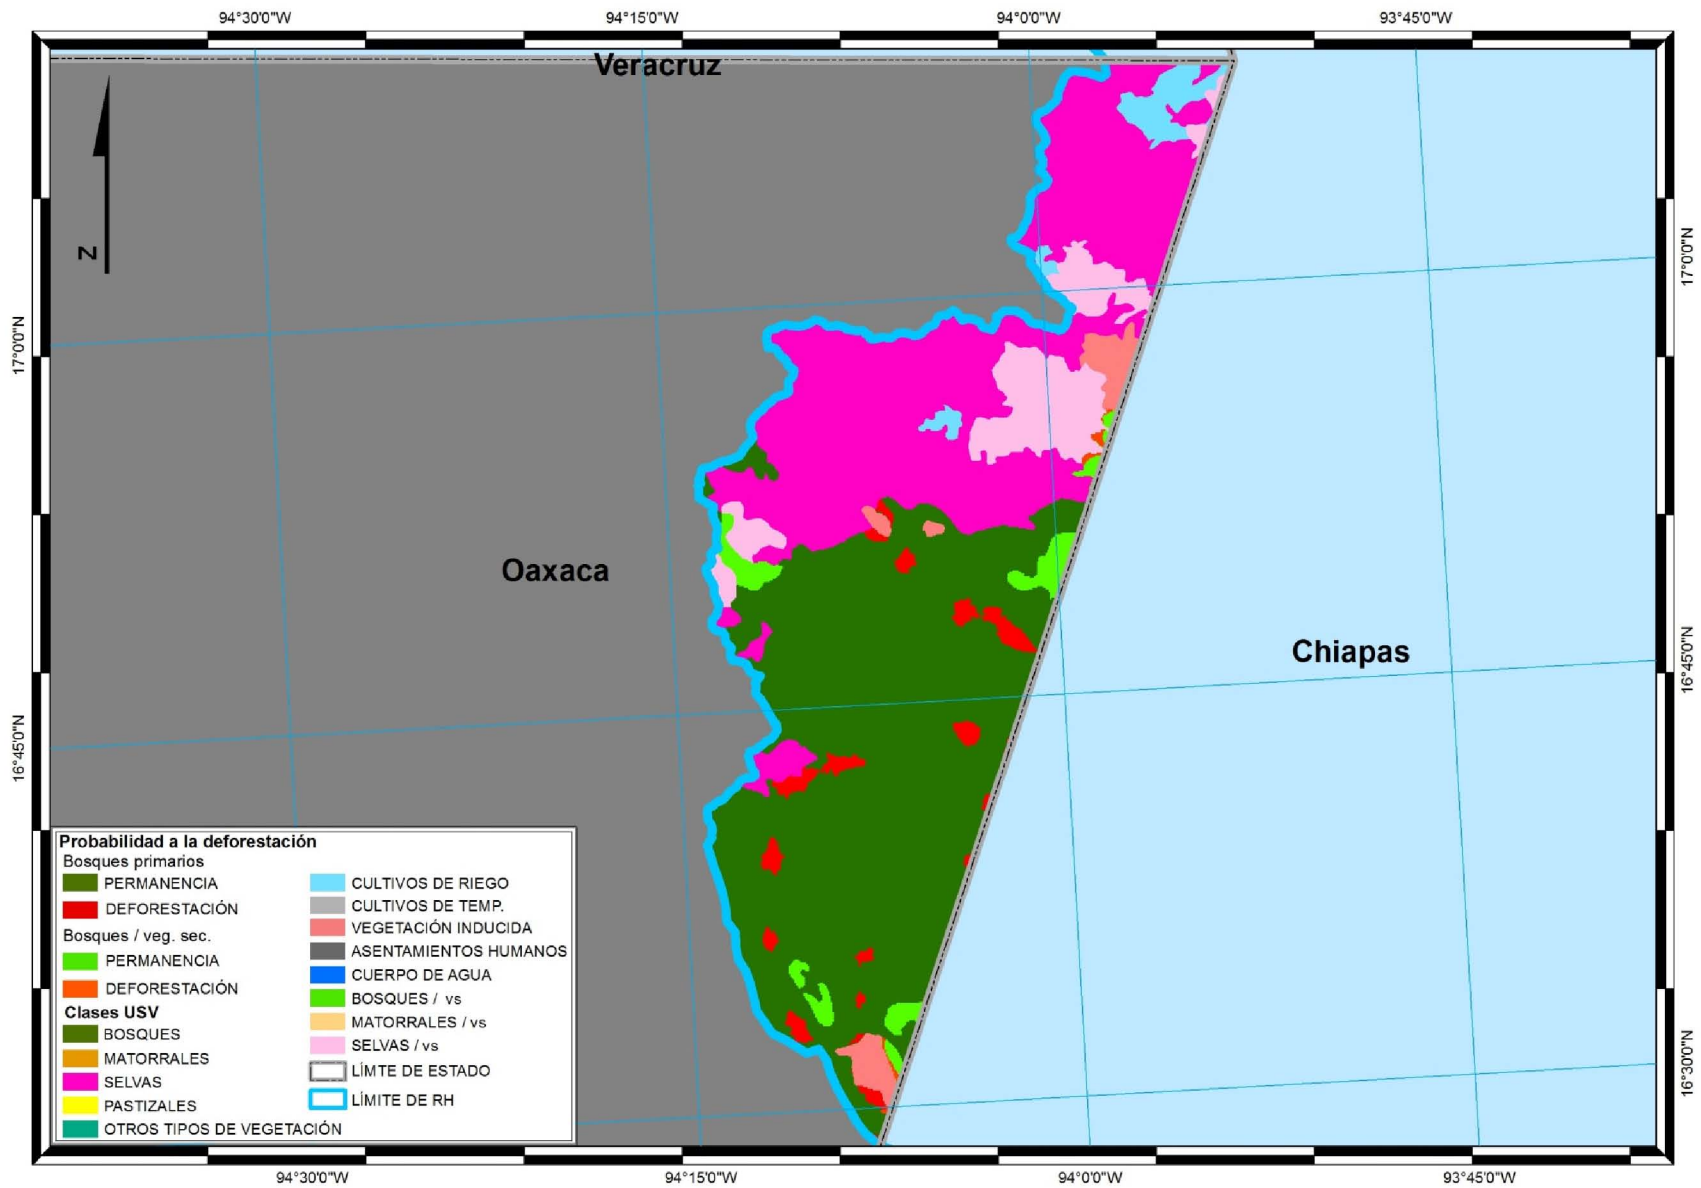 94°30'0"W 94°15'0"W 94°0'0"W 93°45'0"W
Veracruz
N
17°0'0"N
17°0'0"N
Oaxaca
Chiapas
16°45'0"N
16°45'0"N
16°30'0"N
Probabilidad a la deforestación
Bosques primarios
PERMANENCIA
DEFORESTACIÓN
Bosques / veg. sec.
PERMANENCIA
DEFORESTACIÓN
Clases USV
BOSQUES
MATORRALES
SELVAS
PASTIZALES
OTROS TIPOS DE VEGETACIÓN
CULTIVOS DE RIEGO
CULTIVOS DE TEMP.
VEGETACIÓN INDUCIDA
ASENTAMIENTOS HUMANOS
CUERPO DE AGUA
BOSQUES / vs
MATORRALES / vs
SELVAS / vs
LÍMTE DE ESTADO
LÍMITE DE RH
94°30'0"W 94°15'0"W 94°0'0"W 93°45'0"W